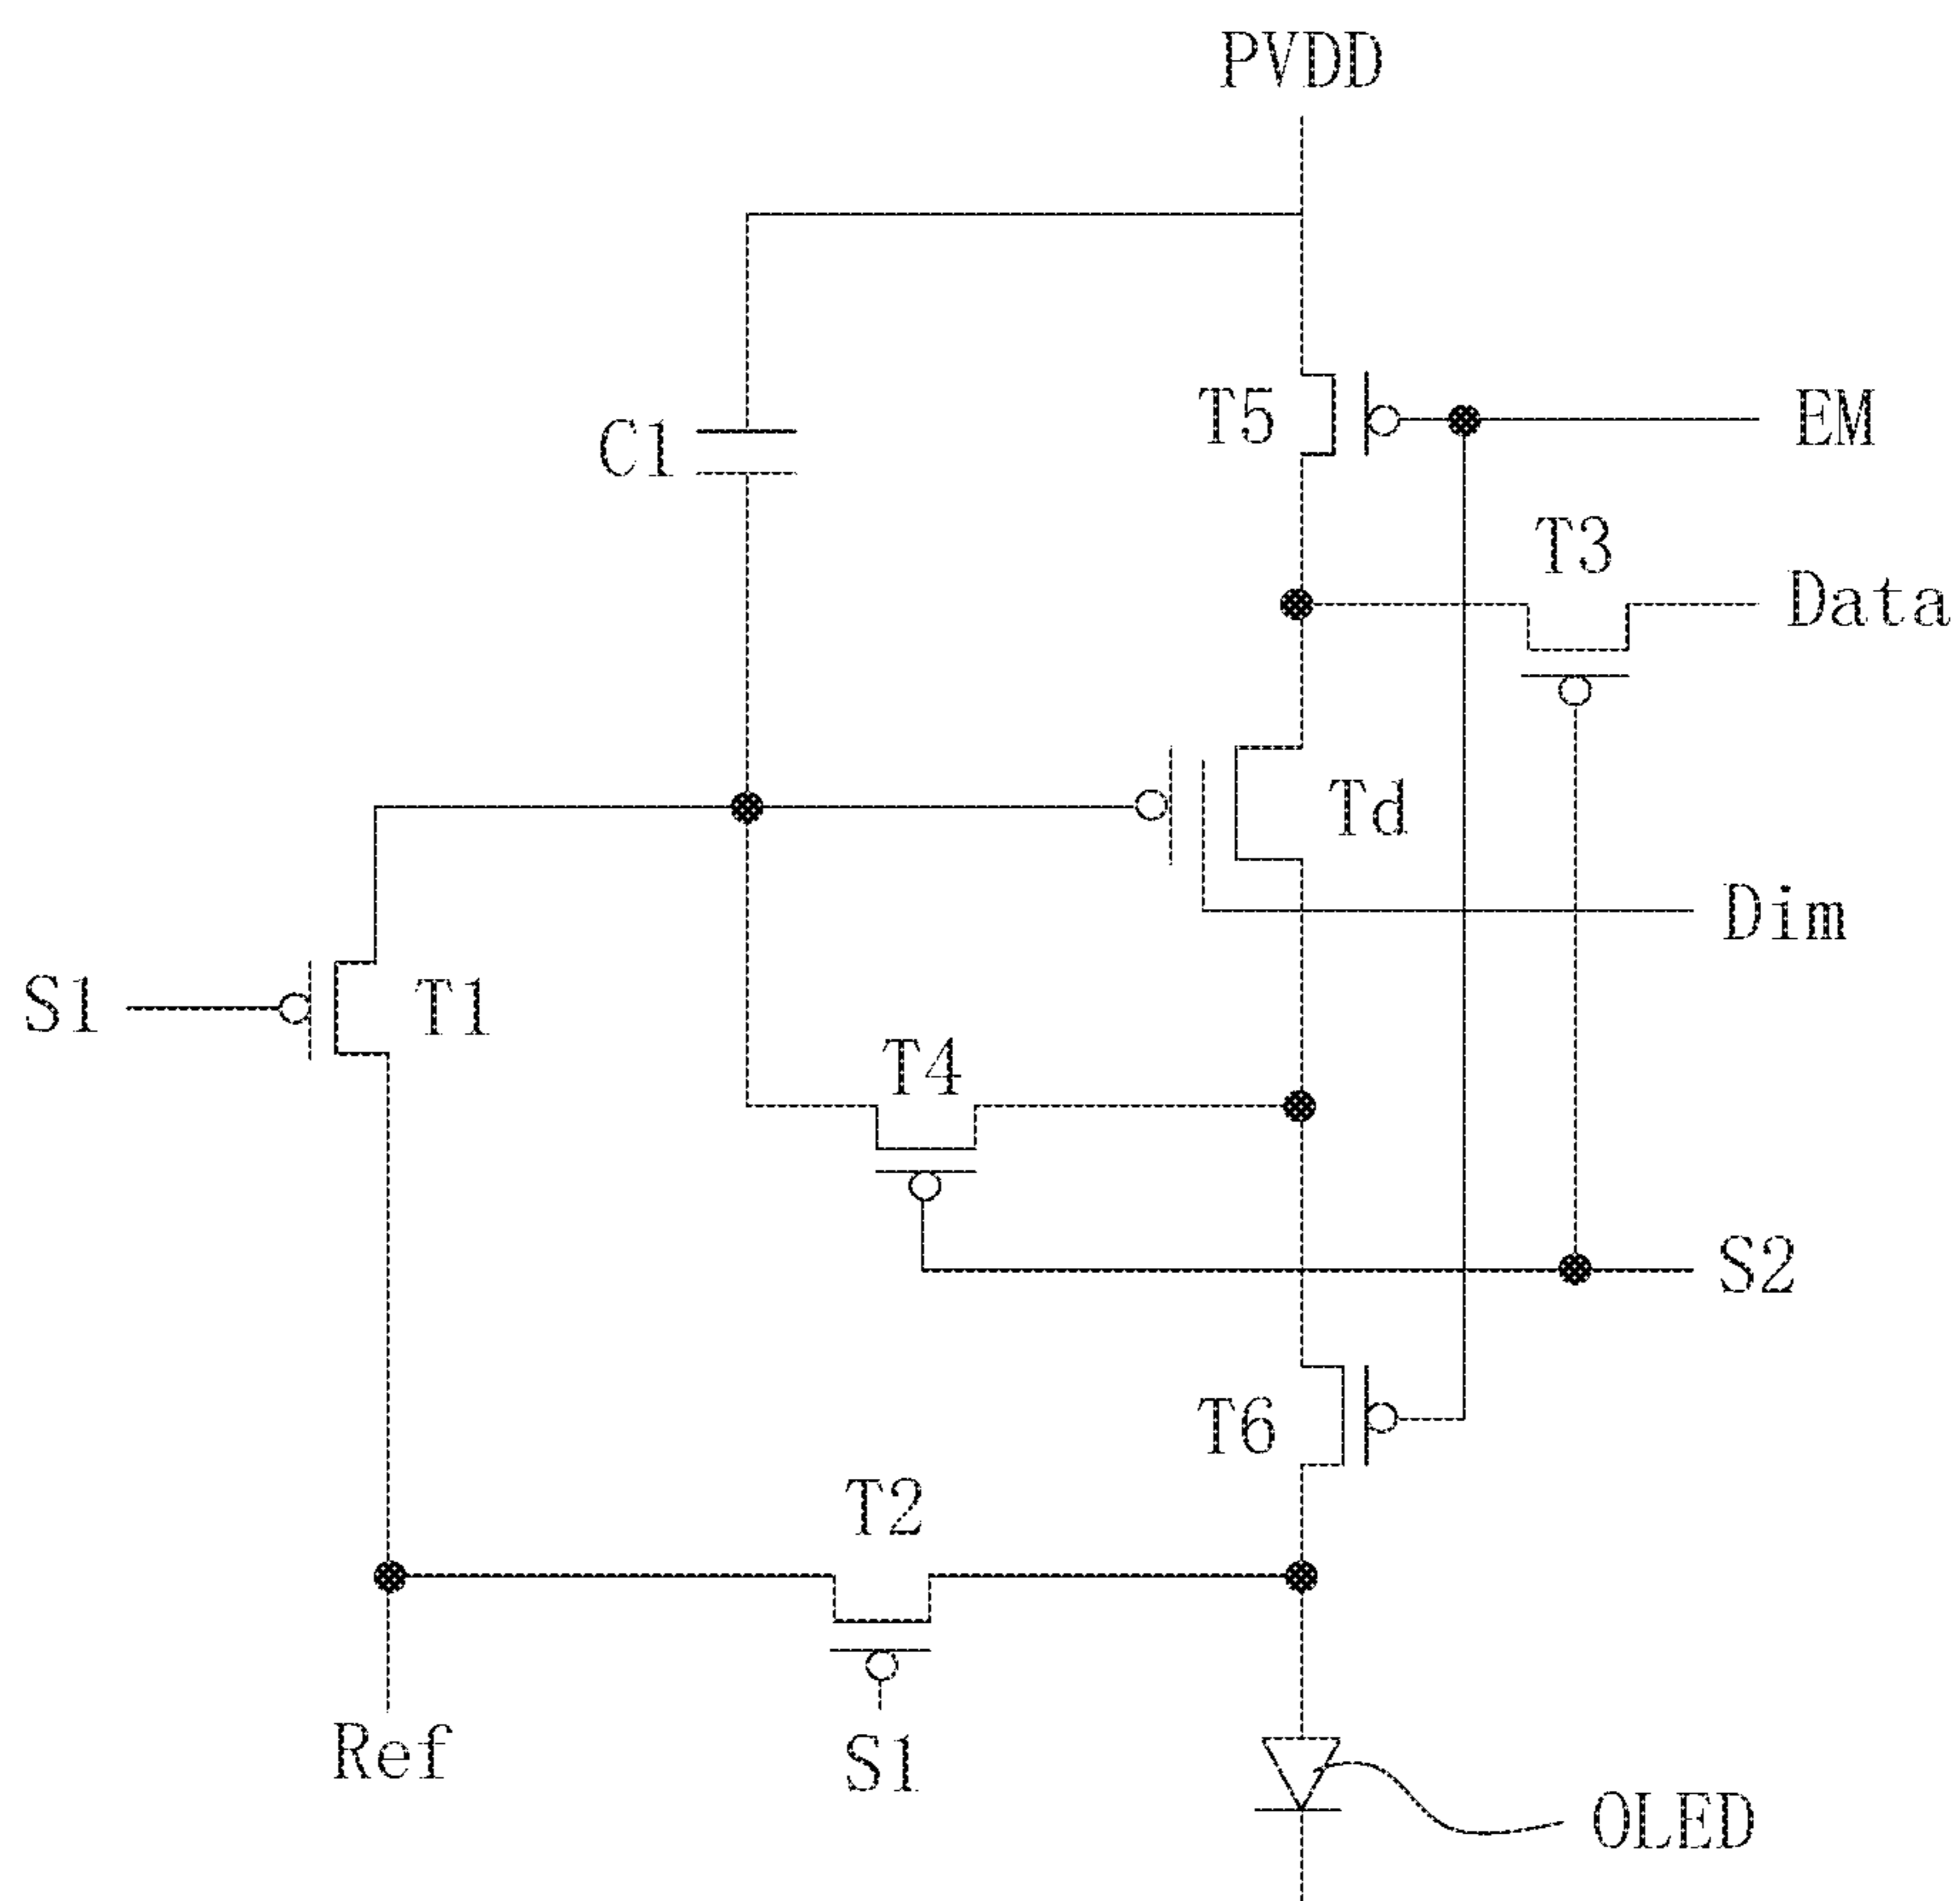 PVDD
T5
EM
C1
T3
Data
Td
Dim
S1
T1
T4
S2
T6
T2
Ref
S1
OLED